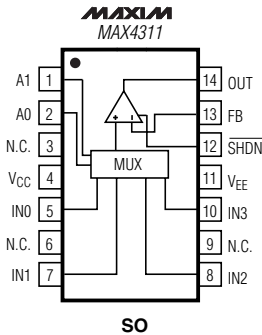 MAXIM
MAX4311
A1 1
A0 2
N.C. 3
VCC 4
IN0 5
N.C. 6
IN1 7
14 OUT
13 FB
12 SHDN
11 VEE
10 IN3
9 N.C.
8 IN2
+ −
MUX
SO